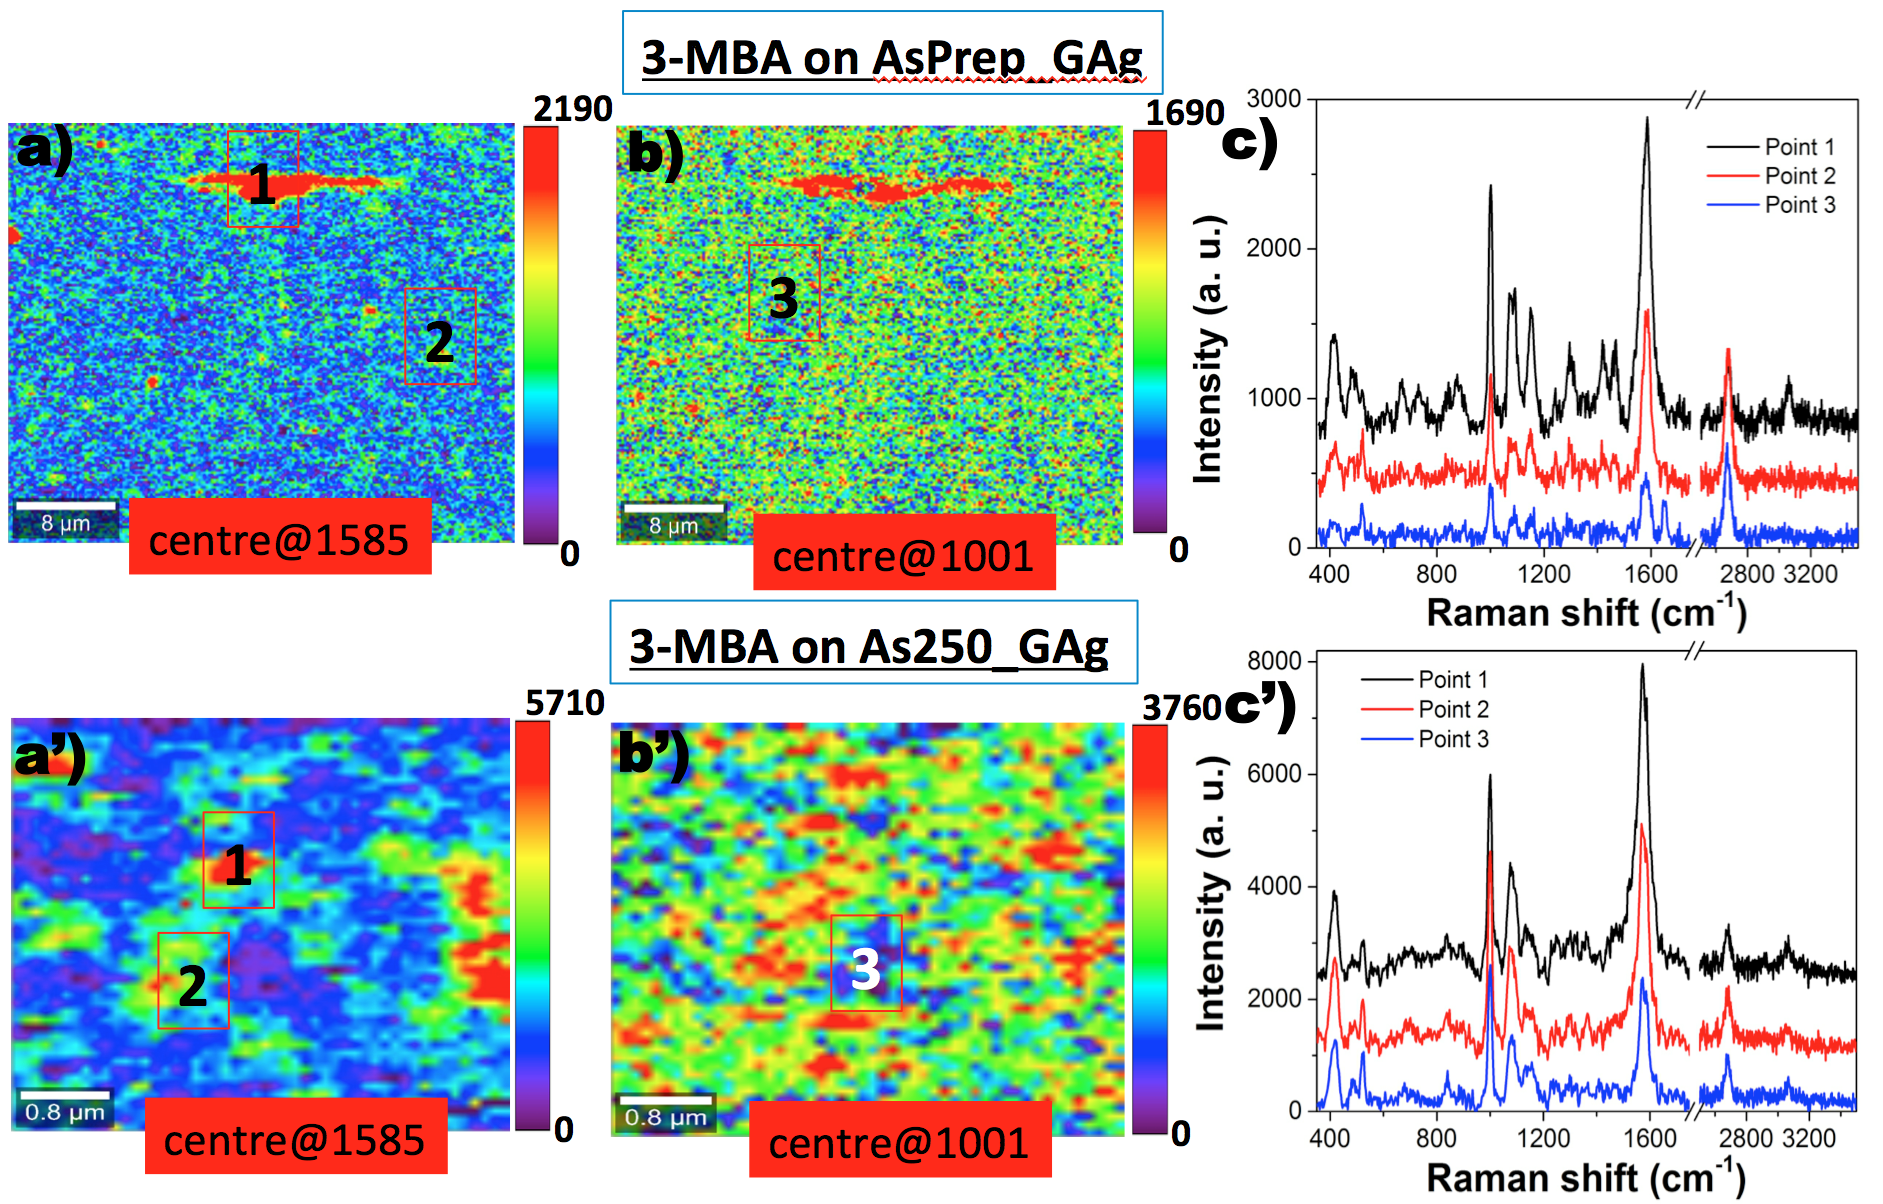 3-MBA on AsPrep_GAg
a)
2190
1
2
8 µm
0
centre@1585
b)
1690
3
8 µm
0
centre@1001
c)
3000
2000
1000
0
Intensity (a. u.)
Point 1
Point 2
Point 3
400 800 1200 1600 2800 3200
Raman shift (cm-1)
3-MBA on As250_GAg
a’)
5710
1
2
0.8 µm
0
centre@1585
b’)
3760
3
0.8 µm
0
centre@1001
c’)
8000
6000
4000
2000
0
Intensity (a. u.)
Point 1
Point 2
Point 3
400 800 1200 1600 2800 3200
Raman shift (cm-1)